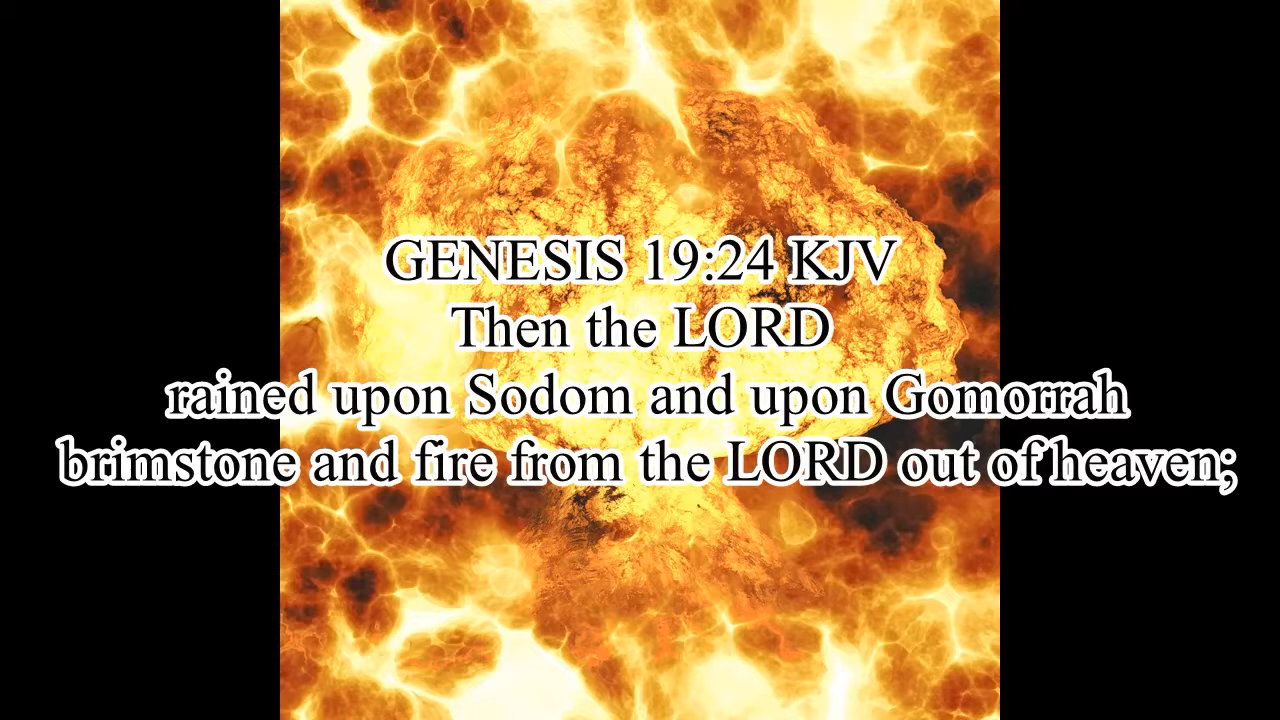 GENESIS 19:24 KJV
Then the LORD
rained upon Sodom and upon Gomorrah
brimstone and fire from the LORD out of heaven;